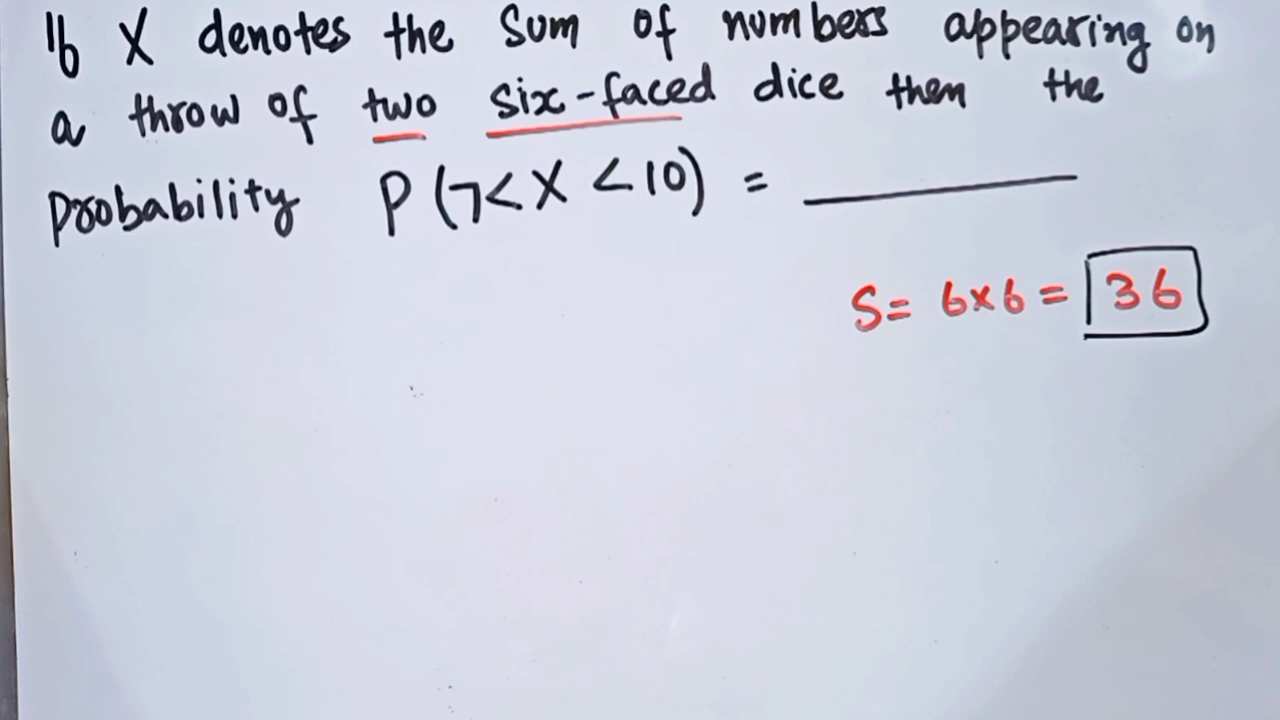 If X denotes the sum of numbers appearing on
a throw of two six-faced dice then the
probability P(7<X<10) = ______
S= 6x6 = 36